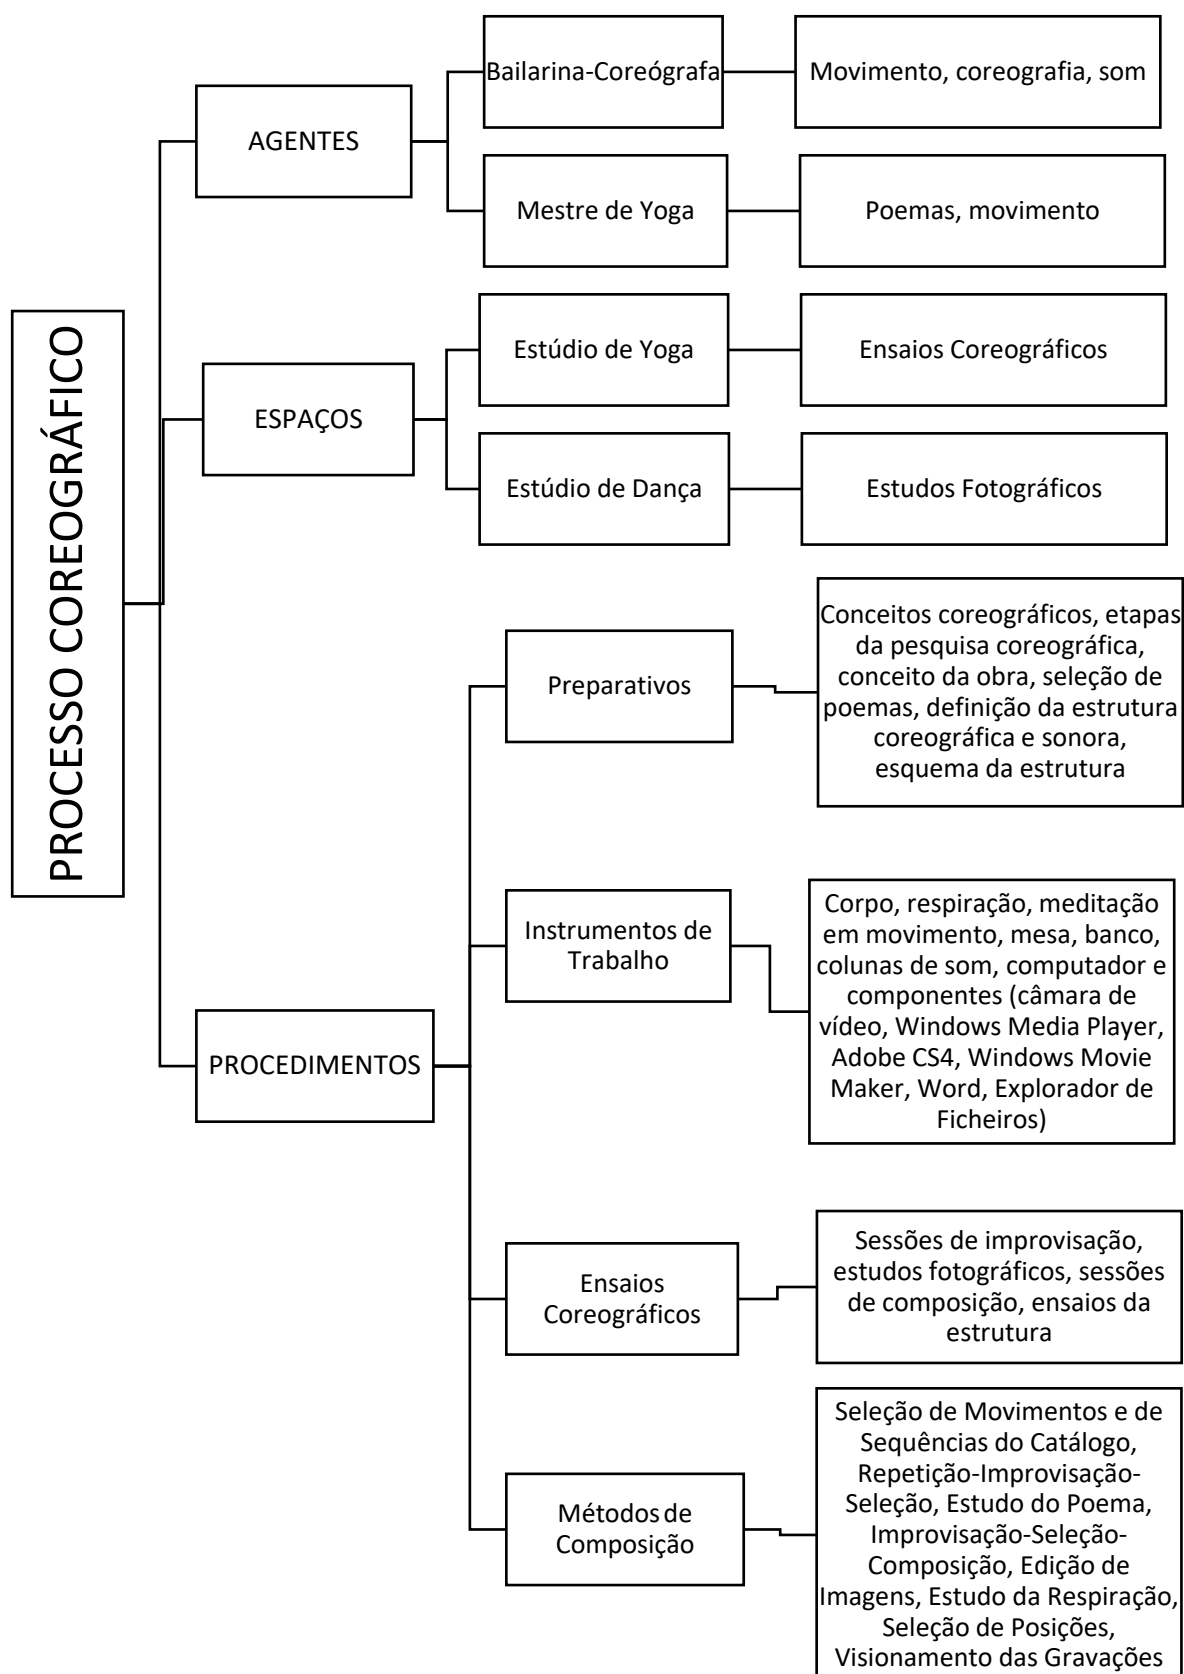 PROCESSO COREOGRÁFICO
AGENTES
Bailarina-Coreógrafa
Movimento, coreografia, som
Mestre de Yoga
Poemas, movimento
ESPAÇOS
Estúdio de Yoga
Ensaios Coreográficos
Estúdio de Dança
Estudos Fotográficos
PROCEDIMENTOS
Preparativos
Conceitos coreográficos, etapas
da pesquisa coreográfica,
conceito da obra, seleção de
poemas, definição da estrutura
coreográfica e sonora,
esquema da estrutura
Instrumentos de
Trabalho
Corpo, respiração, meditação
em movimento, mesa, banco,
colunas de som, computador e
componentes (câmara de
vídeo, Windows Media Player,
Adobe CS4, Windows Movie
Maker, Word, Explorador de
Ficheiros)
Ensaios
Coreográficos
Sessões de improvisação,
estudos fotográficos, sessões
de composição, ensaios da
estrutura
Métodos de
Composição
Seleção de Movimentos e de
Sequências do Catálogo,
Repetição-Improvisação-
Seleção, Estudo do Poema,
Improvisação-Seleção-
Composição, Edição de
Imagens, Estudo da Respiração,
Seleção de Posições,
Visionamento das Gravações